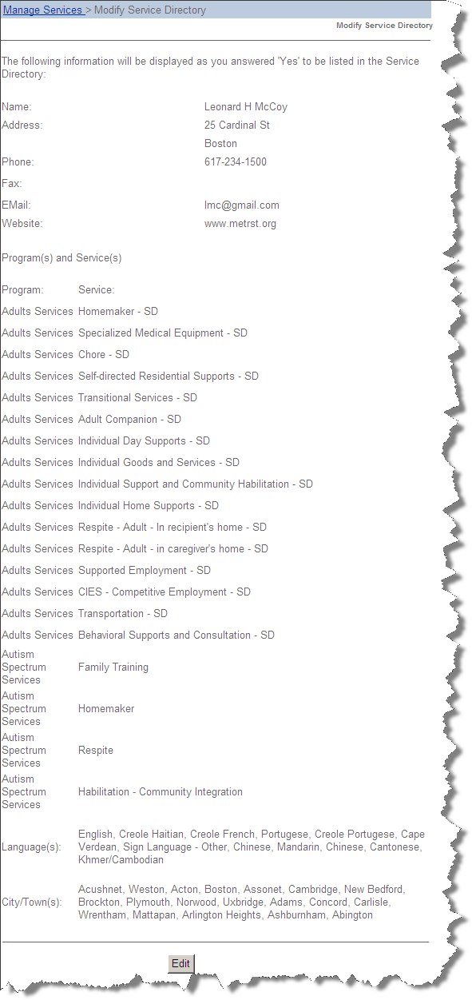 Manage Services > Modify Service Directory
Modify Service Directory
The following information will be displayed as you answered 'Yes' to be listed in the Service
Directory:
Name: Leonard H McCoy
Address: 25 Cardinal St
Boston
Phone: 617-234-1500
Fax:
EMail: lmc@gmail.com
Website: www.metrst.org
Program(s) and Service(s)
Program: Service:
Adults Services Homemaker - SD
Adults Services Specialized Medical Equipment - SD
Adults Services Chore - SD
Adults Services Self-directed Residential Supports - SD
Adults Services Transitional Services - SD
Adults Services Adult Companion - SD
Adults Services Individual Day Supports - SD
Adults Services Individual Goods and Services - SD
Adults Services Individual Support and Community Habilitation - SD
Adults Services Individual Home Supports - SD
Adults Services Respite - Adult - In recipient's home - SD
Adults Services Respite - Adult - in caregiver's home - SD
Adults Services Supported Employment - SD
Adults Services CIES - Competitive Employment - SD
Adults Services Transportation - SD
Adults Services Behavioral Supports and Consultation - SD
Autism
Spectrum Family Training
Services
Autism
Spectrum Homemaker
Services
Autism
Spectrum Respite
Services
Autism
Spectrum Habilitation - Community Integration
Services
English, Creole Haitian, Creole French, Portugese, Creole Portugese, Cape
Language(s): Verdean, Sign Language - Other, Chinese, Mandarin, Chinese, Cantonese,
Khmer/Cambodian
Acushnet, Weston, Acton, Boston, Assonet, Cambridge, New Bedford,
City/Town(s): Brockton, Plymouth, Norwood, Uxbridge, Adams, Concord, Carlisle,
Wrentham, Mattapan, Arlington Heights, Ashburnham, Abington
Edit